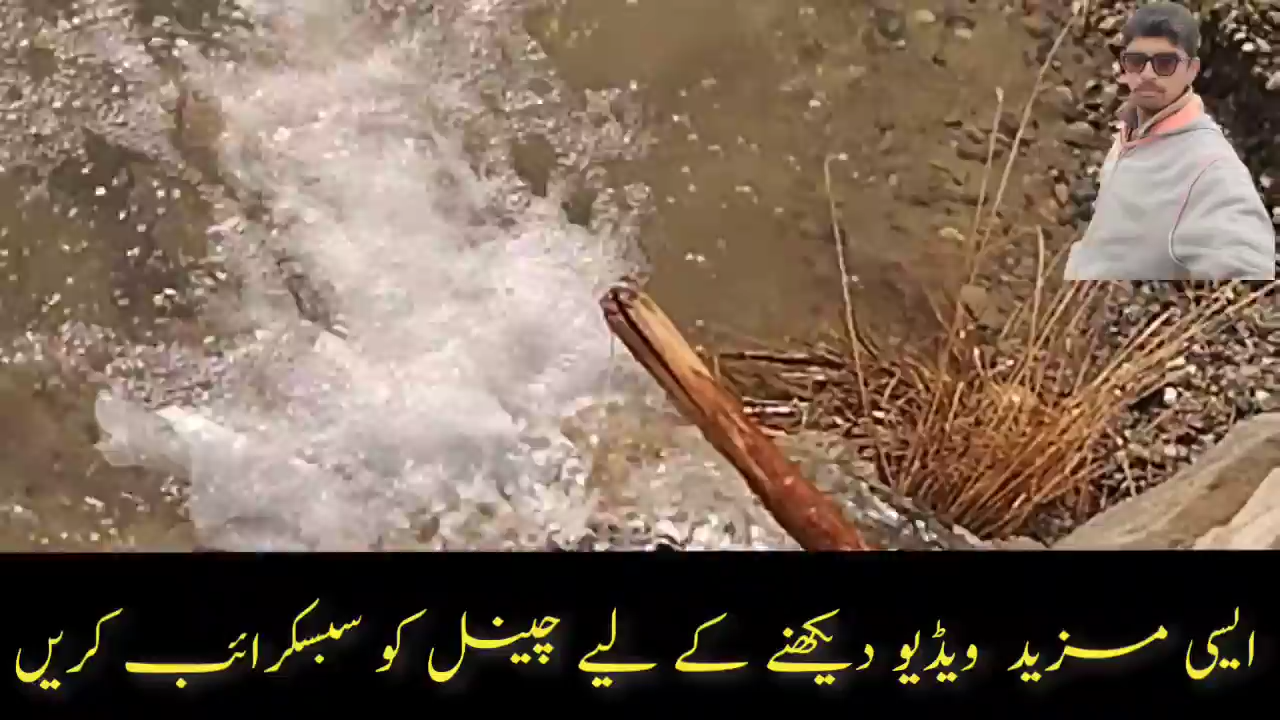 ایسی مزید ویڈیو دیکھنے کے لیے چینل کو سبسکرائب کریں